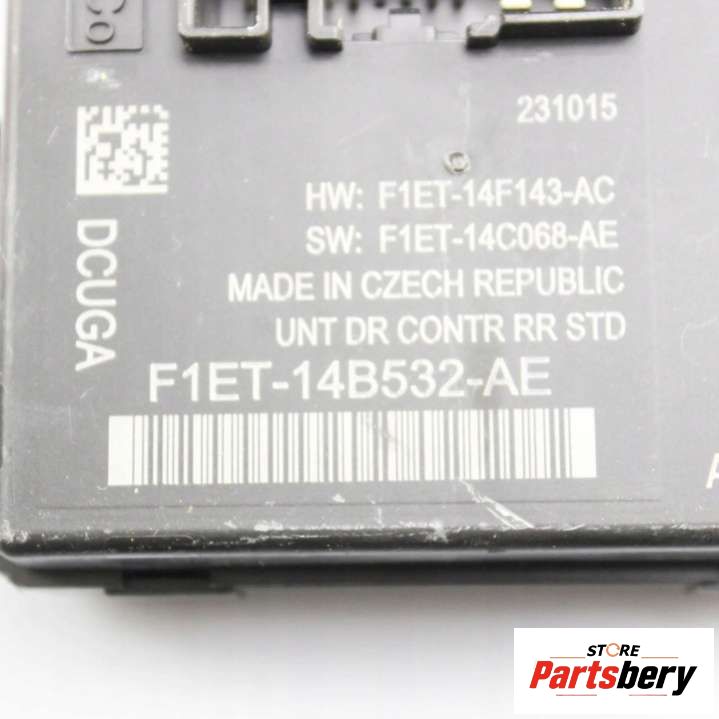 Co
231015
HW: F1ET-14F143-AC
SW: F1ET-14C068-AE
MADE IN CZECH REPUBLIC
UNT DR CONTR RR STD
DCUGA
F1ET-14B532-AE
A
STORE
Partsbery